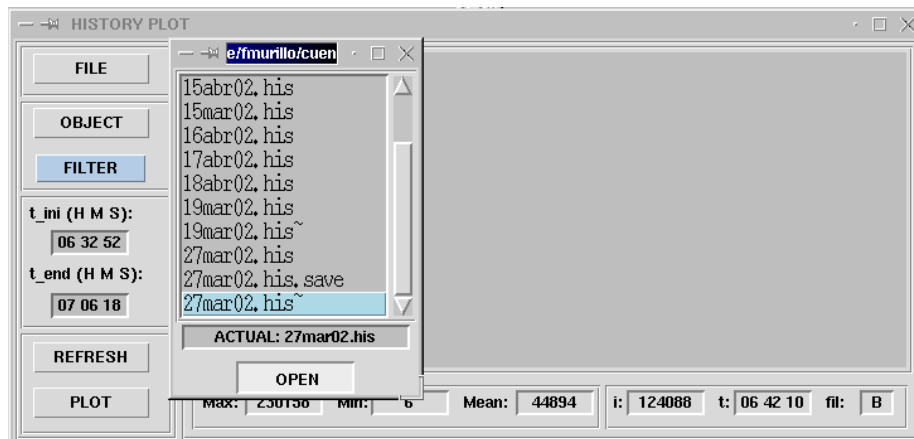 HISTORY PLOT
FILE
OBJECT
FILTER
t_ini (H M S):
06 32 52
t_end (H M S):
07 06 18
REFRESH
PLOT
e/fmurillo/cuen
15abr02.his
15mar02.his
16abr02.his
17abr02.his
18abr02.his
19mar02.his
19mar02.his~
27mar02.his
27mar02.his.save
27mar02.his~
ACTUAL: 27mar02.his
OPEN
Max: 230158 Min: 6 Mean: 44894 i: 124088 t: 06 42 10 fil: B